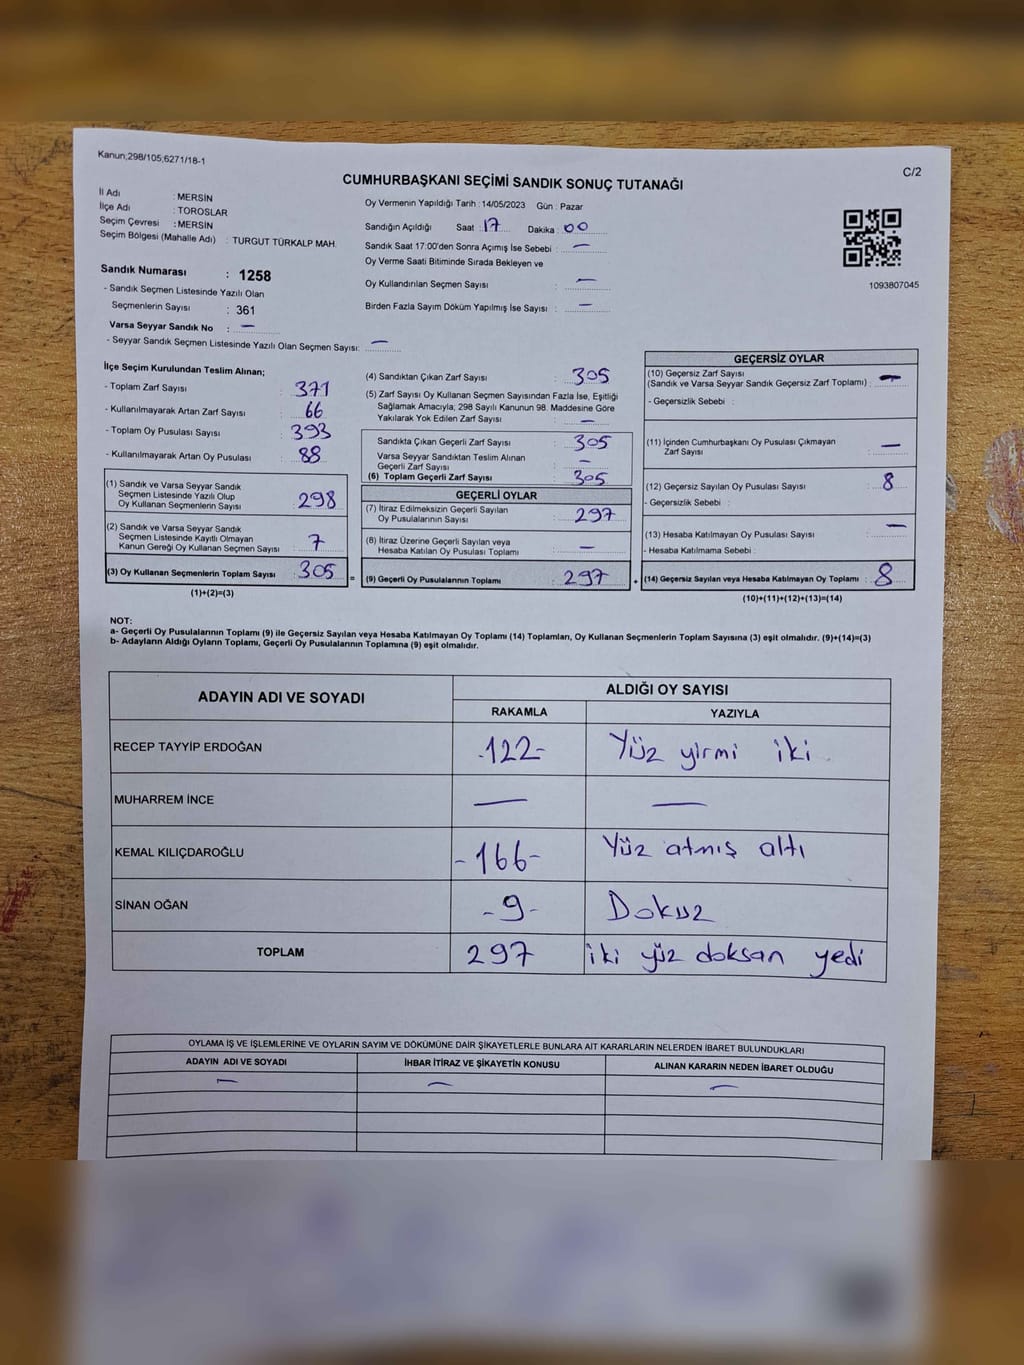 Kanun;298/105,6271/18-1
C/2
CUMHURBAŞKANI SEÇİMİ SANDIK SONUÇ TUTANAĞI
İl Adı : MERSİN
İlçe Adı : TOROSLAR
Seçim Çevresi : MERSİN
Seçim Bölgesi (Mahalle Adı) : TURGUT TÜRKALP MAH.
Sandık Numarası : 1258
- Sandık Seçmen Listesinde Yazılı Olan
Seçmenlerin Sayısı : 361
Varsa Seyyar Sandık No : —
- Seyyar Sandık Seçmen Listesinde Yazılı Olan Seçmen Sayısı: —
Oy Vermenin Yapıldığı Tarih : 14/05/2023 Gün : Pazar
Sandığın Açıldığı Saat : 17 Dakika : 00
Sandık Saat 17:00'den Sonra Açımış İse Sebebi : —
Oy Verme Saati Bitiminde Sırada Bekleyen ve
Oy Kullandırılan Seçmen Sayısı : —
Birden Fazla Sayım Döküm Yapılmış İse Sayısı : —
1093807045
İlçe Seçim Kurulundan Teslim Alınan;
- Toplam Zarf Sayısı : 371
- Kullanılmayarak Artan Zarf Sayısı : 66
- Toplam Oy Pusulası Sayısı : 393
- Kullanılmayarak Artan Oy Pusulası : 88
(1) Sandık ve Varsa Seyyar Sandık
Seçmen Listesinde Yazılı Olup
Oy Kullanan Seçmenlerin Sayısı : 298
(2) Sandık ve Varsa Seyyar Sandık
Seçmen Listesinde Kayıtlı Olmayan
Kanun Gereği Oy Kullanan Seçmen Sayısı : 7
(3) Oy Kullanan Seçmenlerin Toplam Sayısı : 305
(1)+(2)=(3)
(4) Sandıktan Çıkan Zarf Sayısı : 305
(5) Zarf Sayısı Oy Kullanan Seçmen Sayısından Fazla İse, Eşitliği
Sağlamak Amacıyla; 298 Sayılı Kanunun 98. Maddesine Göre
Yakılarak Yok Edilen Zarf Sayısı : —
Sandıkta Çıkan Geçerli Zarf Sayısı : 305
Varsa Seyyar Sandıktan Teslim Alınan
Geçerli Zarf Sayısı : —
(6) Toplam Geçerli Zarf Sayısı : 305
GEÇERLİ OYLAR
(7) İtiraz Edilmeksizin Geçerli Sayılan
Oy Pusulalarının Sayısı : 297
(8) İtiraz Üzerine Geçerli Sayılan veya
Hesaba Katılan Oy Pusulası Toplamı : —
= (9) Geçerli Oy Pusulalarının Toplamı : 297
GEÇERSİZ OYLAR
(10) Geçersiz Zarf Sayısı
(Sandık ve Varsa Seyyar Sandık Geçersiz Zarf Toplamı) : —
- Geçersizlik Sebebi :
(11) İçinden Cumhurbaşkanı Oy Pusulası Çıkmayan
Zarf Sayısı : —
(12) Geçersiz Sayılan Oy Pusulası Sayısı : 8
- Geçersizlik Sebebi :
(13) Hesaba Katılmayan Oy Pusulası Sayısı : —
- Hesaba Katılmama Sebebi :
+ (14) Geçersiz Sayılan veya Hesaba Katılmayan Oy Toplamı : 8
(10)+(11)+(12)+(13)=(14)
NOT:
a- Geçerli Oy Pusulalarının Toplamı (9) ile Geçersiz Sayılan veya Hesaba Katılmayan Oy Toplamı (14) Toplamları, Oy Kullanan Seçmenlerin Toplam Sayısına (3) eşit olmalıdır. (9)+(14)=(3)
b- Adayların Aldığı Oyların Toplamı, Geçerli Oy Pusulalarının Toplamına (9) eşit olmalıdır.
ADAYIN ADI VE SOYADI ALDIĞI OY SAYISI
RAKAMLA YAZIYLA
RECEP TAYYİP ERDOĞAN -122- Yüz yirmi iki
MUHARREM İNCE — —
KEMAL KILIÇDAROĞLU -166- Yüz atmış altı
SİNAN OĞAN -9- Dokuz
TOPLAM 297 iki yüz doksan yedi
OYLAMA İŞ VE İŞLEMLERİNE VE OYLARIN SAYIM VE DÖKÜMÜNE DAİR ŞİKAYETLERLE BUNLARA AİT KARARLARIN NELERDEN İBARET BULUNDUKLARI
ADAYIN ADI VE SOYADI İHBAR İTİRAZ VE ŞİKAYETİN KONUSU ALINAN KARARIN NEDEN İBARET OLDUĞU
— — —